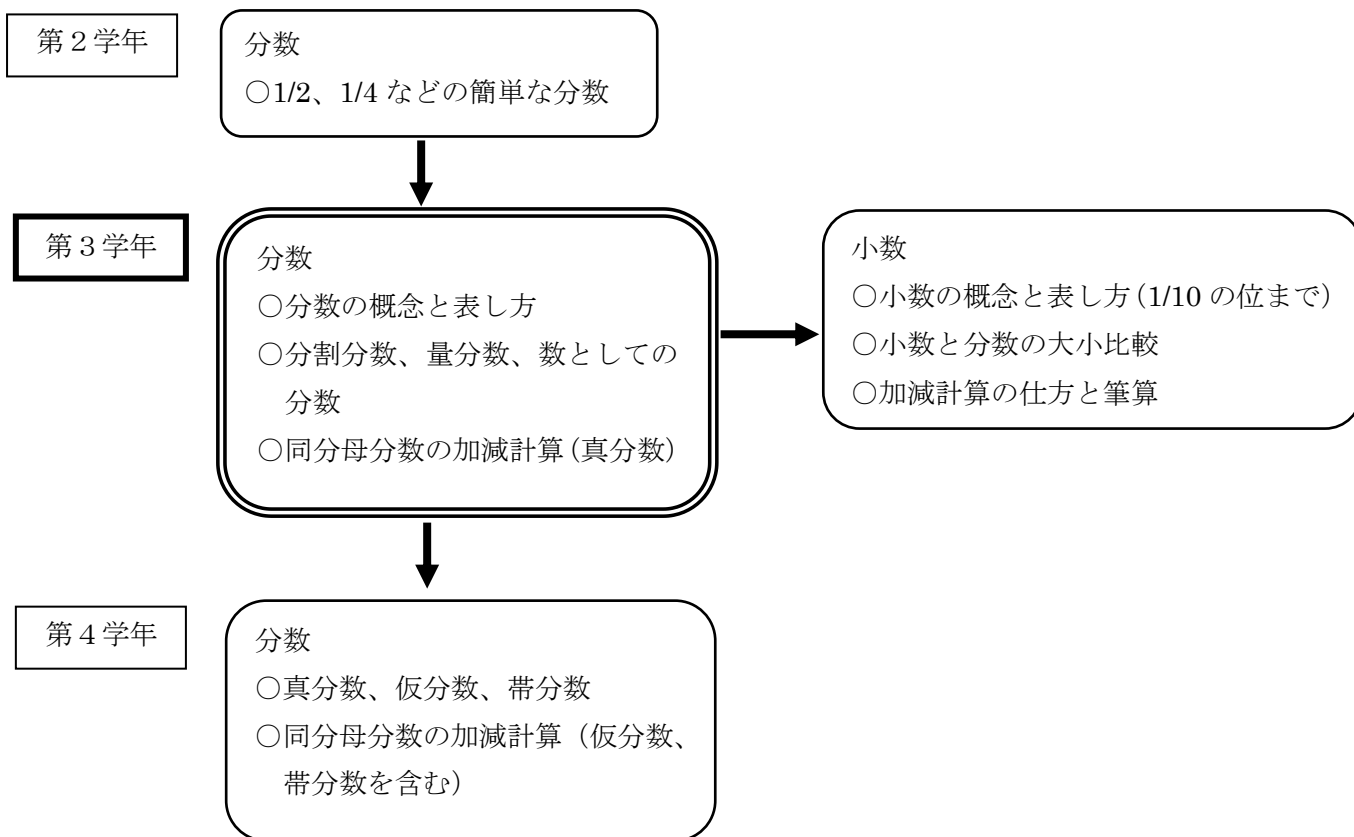 第２学年
分数
○1/2、1/4 などの簡単な分数
第３学年
分数
○分数の概念と表し方
○分割分数、量分数、数としての
分数
○同分母分数の加減計算（真分数）
小数
○小数の概念と表し方（1/10 の位まで）
○小数と分数の大小比較
○加減計算の仕方と筆算
第４学年
分数
○真分数、仮分数、帯分数
○同分母分数の加減計算（仮分数、
帯分数を含む）